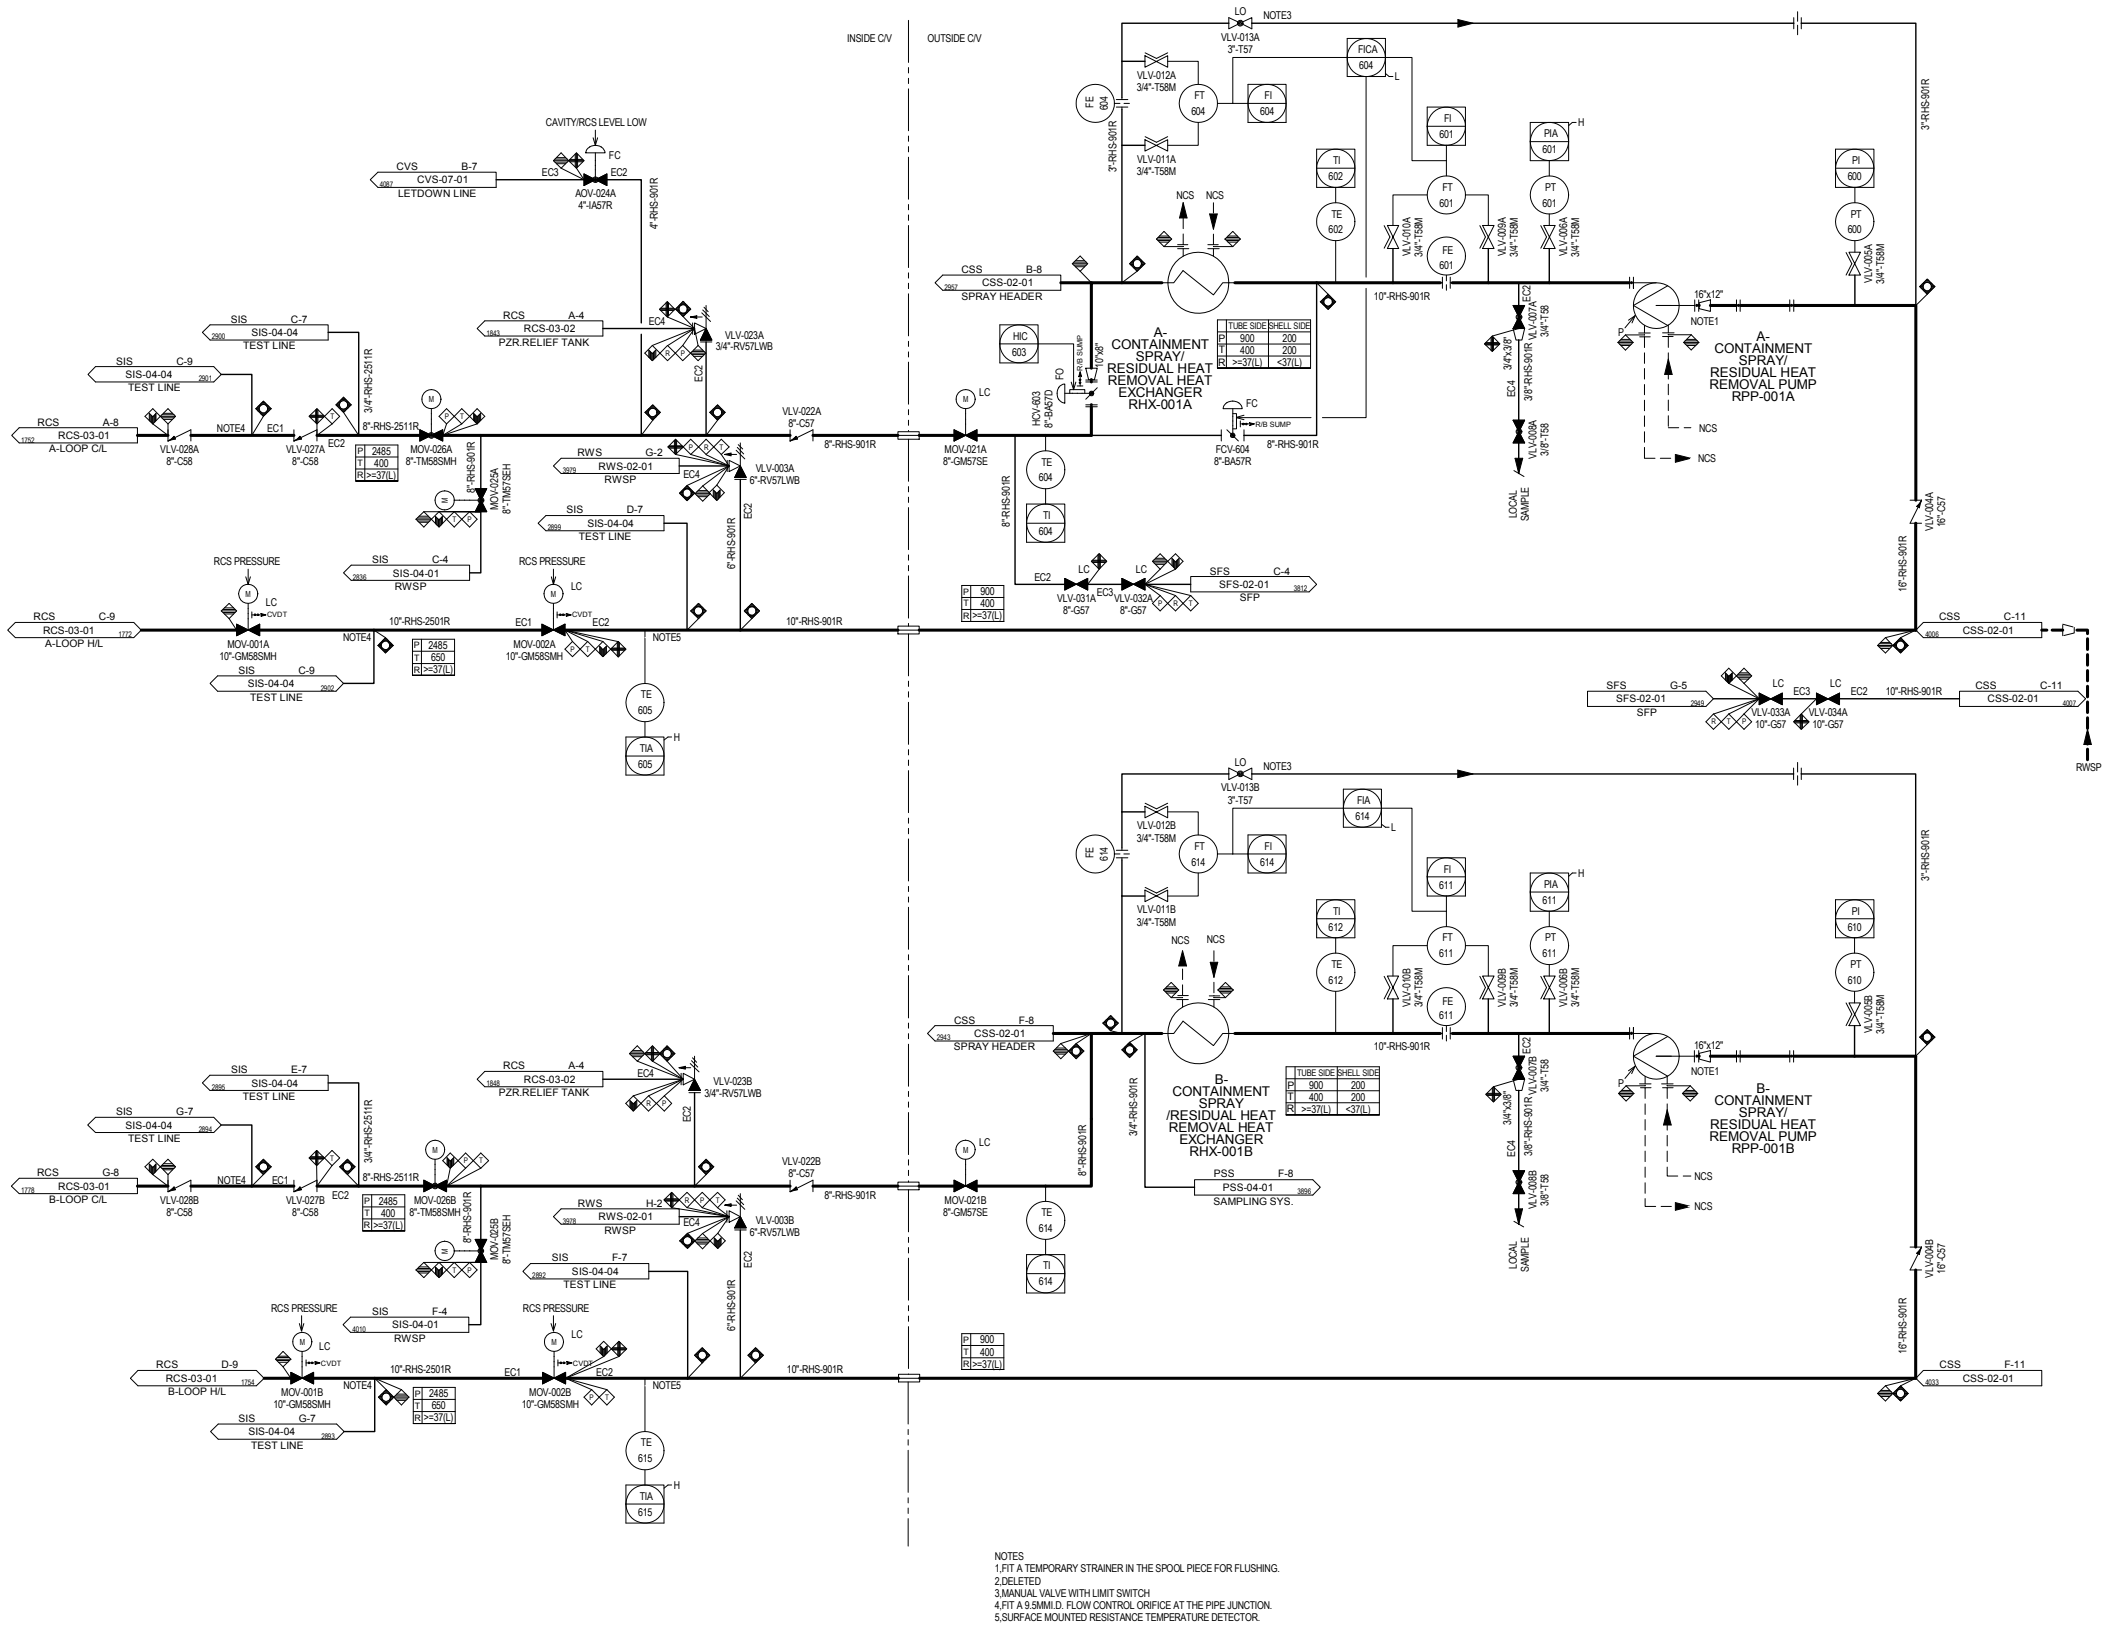 INSIDE C/V
OUTSIDE C/V
LO
NOTE3
VLV-013A
3"-T57
3"-RHS-901R
FICA
604
L
VLV-012A
3/4"-T58M
FE
604
FT
604
FI
604
3"-RHS-901R
VLV-011A
3/4"-T58M
FI
601
PIA
601
H
TI
602
PI
600
CAVITY/RCS LEVEL LOW
FC
CVS B-7
CVS-07-01
4087
LETDOWN LINE
EC3
EC2
AOV-024A
4"-IA57R
4"-RHS-901R
NCS
NCS
TE
602
FT
601
PT
601
PT
600
VLV-010A
3/4"-T58M
VLV-009A
3/4"-T58M
VLV-006A
3/4"-T58M
VLV-005A
3/4"-T58M
FE
601
CSS B-8
CSS-02-01
2957
SPRAY HEADER
10"-RHS-901R
16"x12"
NOTE1
P
SIS C-7
SIS-04-04
2900
TEST LINE
RCS A-4
RCS-03-02
1843
PZR.RELIEF TANK
EC4
R P
VLV-023A
3/4"-RV57LWB
EC2
HIC
603
R/B SUMP
FO
10"x8"
HCV-603
8"-BA57D
A-
CONTAINMENT
SPRAY/
RESIDUAL HEAT
REMOVAL HEAT
EXCHANGER
RHX-001A
TUBE SIDE SHELL SIDE
P 900 200
T 400 200
R >=37(L) <37(L)
EC2
VLV-007A
3/4"-T58
3/4"x3/8"
3/8"-RHS-901R
EC4
VLV-008A
3/8"-T58
LOCAL
SAMPLE
A-
CONTAINMENT
SPRAY/
RESIDUAL HEAT
REMOVAL PUMP
RPP-001A
NCS
NCS
SIS C-9
SIS-04-04
2901
TEST LINE
3/4"-RHS-2511R
RCS A-8
RCS-03-01
1752
A-LOOP C/L
VLV-028A
8"-C58
NOTE4
EC1
VLV-027A
8"-C58
T
EC2
8"-RHS-2511R
M
P T
MOV-026A
8"-TM58SMH
P 2485
T 400
R >=37(L)
8"-RHS-901R
M
MOV-025A
8"-TM57SEH
T P
RWS G-2
RWS-02-01
3979
RWSP
P R T
EC4
VLV-003A
6"-RV57LWB
VLV-022A
8"-C57
8"-RHS-901R
M
LC
MOV-021A
8"-GM57SE
FC
R/B SUMP
FCV-604
8"-BA57R
8"-RHS-901R
TE
604
TI
604
8"-RHS-901R
SIS D-7
SIS-04-04
2899
TEST LINE
6"-RHS-901R
EC2
VLV-004A
16"-C57
16"-RHS-901R
SIS C-4
SIS-04-01
2836
RWSP
RCS PRESSURE
M
LC
CVDT
RCS PRESSURE
M
LC
CVDT
P 900
T 400
R >=37(L)
EC2
LC
VLV-031A
8"-G57
EC3
LC
VLV-032A
8"-G57
P R T
SFS C-4
SFS-02-01
3812
SFP
RCS C-9
RCS-03-01
1772
A-LOOP H/L
MOV-001A
10"-GM58SMH
NOTE4
10"-RHS-2501R
EC1
EC2
MOV-002A
10"-GM58SMH
P T
NOTE5
10"-RHS-901R
P 2485
T 650
R >=37(L)
SIS C-9
SIS-04-04
2902
TEST LINE
TE
605
TIA
605
H
CSS C-11
CSS-02-01
4006
SFS G-5
SFS-02-01
2949
SFP
R T P
LC
VLV-033A
10"-G57
EC3
LC
VLV-034A
10"-G57
EC2
10"-RHS-901R
CSS C-11
CSS-02-01
4007
RWSP
LO
NOTE3
VLV-013B
3"-T57
3"-RHS-901R
FIA
614
L
VLV-012B
3/4"-T58M
FE
614
FT
614
FI
614
VLV-011B
3/4"-T58M
FI
611
PIA
611
H
TI
612
PI
610
NCS
NCS
TE
612
FT
611
PT
611
PT
610
VLV-010B
3/4"-T58M
VLV-009B
3/4"-T58M
VLV-006B
3/4"-T58M
VLV-005B
3/4"-T58M
FE
611
CSS F-8
CSS-02-01
2943
SPRAY HEADER
10"-RHS-901R
16"x12"
NOTE1
P
SIS E-7
SIS-04-04
2895
TEST LINE
RCS A-4
RCS-03-02
1848
PZR.RELIEF TANK
EC4
R P
VLV-023B
3/4"-RV57LWB
EC2
3/4"-RHS-901R
B-
CONTAINMENT
SPRAY
/RESIDUAL HEAT
REMOVAL HEAT
EXCHANGER
RHX-001B
TUBE SIDE SHELL SIDE
P 900 200
T 400 200
R >=37(L) <37(L)
EC2
VLV-007B
3/4"-T58
3/4"x3/8"
3/8"-RHS-901R
EC4
VLV-008B
3/8"-T58
LOCAL
SAMPLE
B-
CONTAINMENT
SPRAY/
RESIDUAL HEAT
REMOVAL PUMP
RPP-001B
NCS
NCS
SIS G-7
SIS-04-04
2894
TEST LINE
3/4"-RHS-2511R
RCS G-8
RCS-03-01
1778
B-LOOP C/L
VLV-028B
8"-C58
NOTE4
EC1
VLV-027B
8"-C58
T
EC2
8"-RHS-2511R
M
P T
MOV-026B
8"-TM58SMH
P 2485
T 400
R >=37(L)
8"-RHS-901R
M
MOV-025B
8"-TM57SEH
T P
RWS H-2
RWS-02-01
3978
RWSP
R P T
EC4
VLV-003B
6"-RV57LWB
VLV-022B
8"-C57
8"-RHS-901R
M
LC
MOV-021B
8"-GM57SE
8"-RHS-901R
TE
614
TI
614
PSS F-8
PSS-04-01
3896
SAMPLING SYS.
SIS F-7
SIS-04-04
2892
TEST LINE
6"-RHS-901R
EC2
VLV-004B
16"-C57
16"-RHS-901R
SIS F-4
SIS-04-01
4010
RWSP
RCS PRESSURE
M
LC
CVDT
RCS PRESSURE
M
LC
CVDT
P 900
T 400
R >=37(L)
RCS D-9
RCS-03-01
1754
B-LOOP H/L
MOV-001B
10"-GM58SMH
NOTE4
10"-RHS-2501R
EC1
EC2
MOV-002B
10"-GM58SMH
P T
NOTE5
10"-RHS-901R
P 2485
T 650
R >=37(L)
SIS G-7
SIS-04-04
2893
TEST LINE
TE
615
TIA
615
H
CSS F-11
CSS-02-01
4033
NOTES
1,FIT A TEMPORARY STRAINER IN THE SPOOL PIECE FOR FLUSHING.
2,DELETED
3,MANUAL VALVE WITH LIMIT SWITCH
4,FIT A 9.5MMI.D. FLOW CONTROL ORIFICE AT THE PIPE JUNCTION.
5,SURFACE MOUNTED RESISTANCE TEMPERATURE DETECTOR.